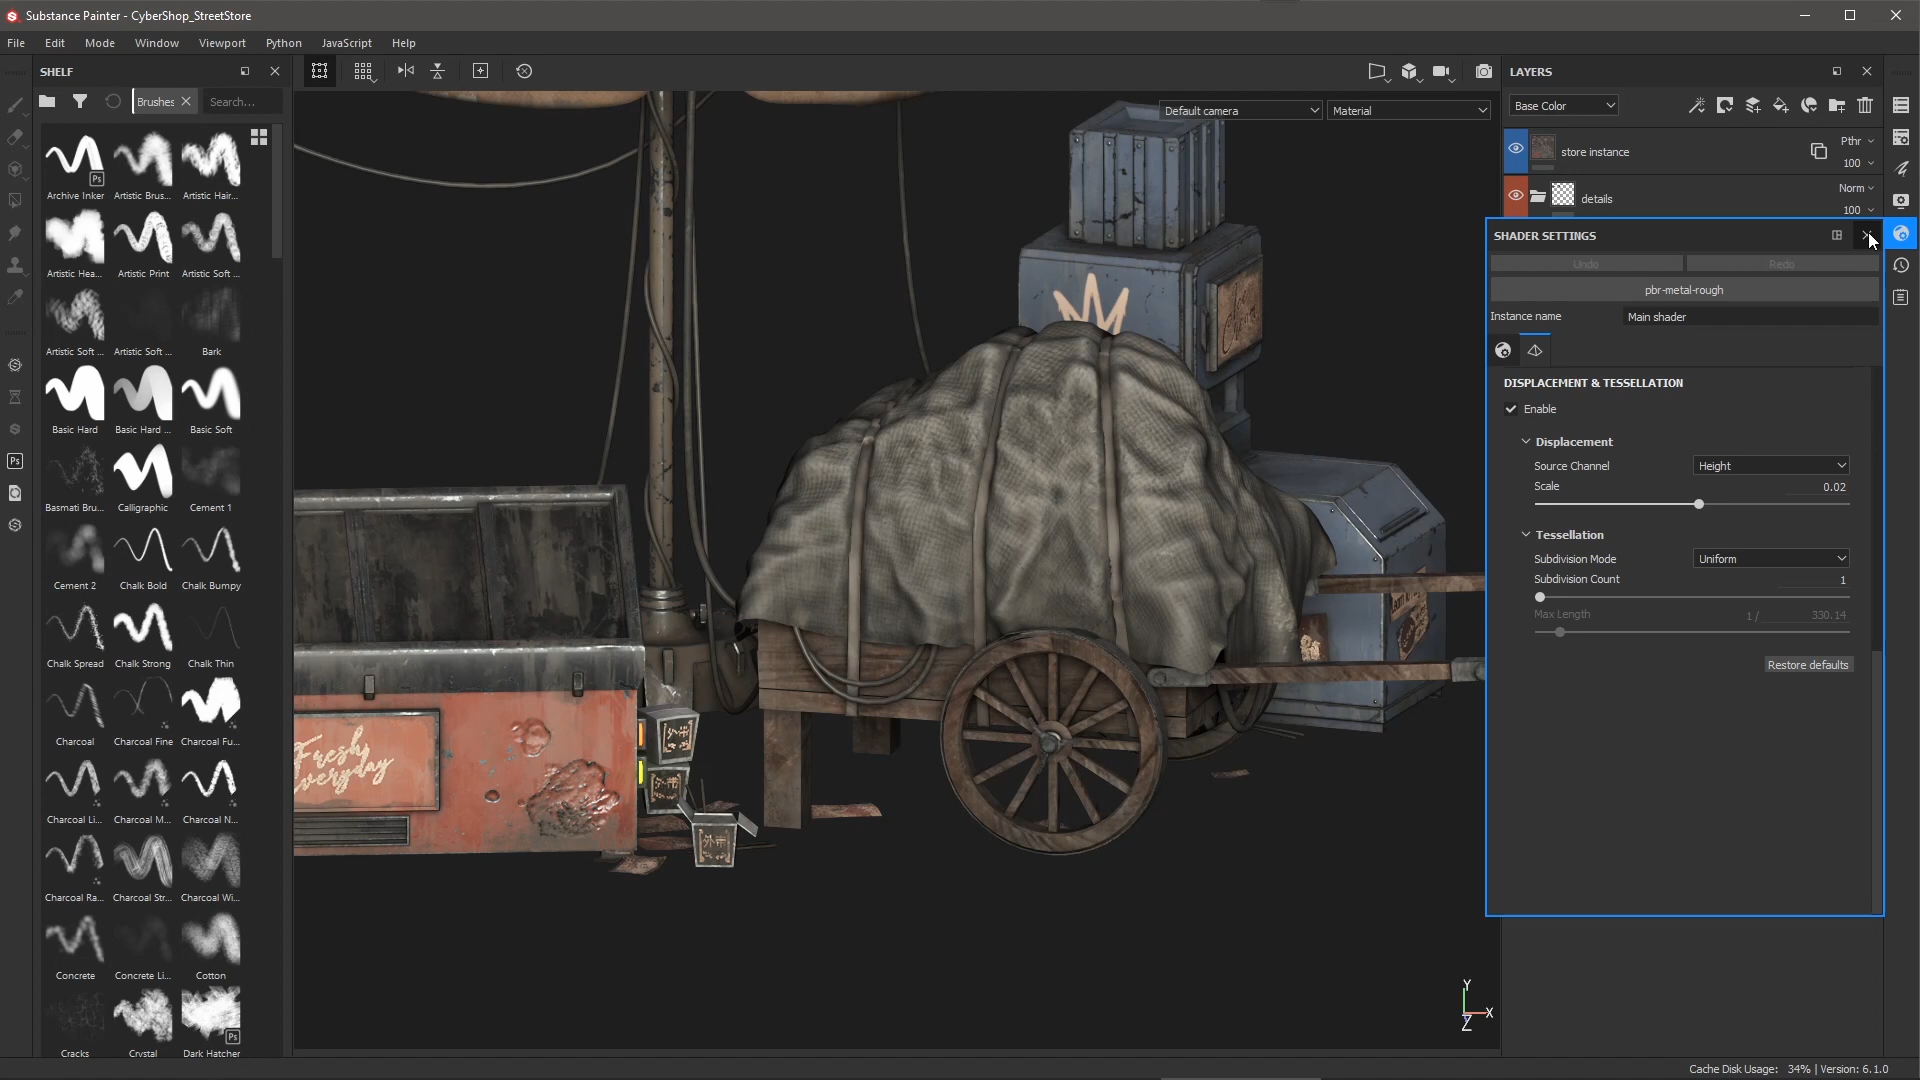 Substance Painter - CyberShop_StreetStore
File Edit Mode Window Viewport Python JavaScript Help
SHELF
Brushes
Search...
Archive Inker Artistic Brus... Artistic Hair...
Artistic Hea... Artistic Print Artistic Soft ...
Artistic Soft ... Artistic Soft ... Bark
Basic Hard Basic Hard ... Basic Soft
Basmati Bru... Calligraphic Cement 1
Cement 2 Chalk Bold Chalk Bumpy
Chalk Spread Chalk Strong Chalk Thin
Charcoal Charcoal Fine Charcoal Fu...
Charcoal Li... Charcoal M... Charcoal N...
Charcoal Ra... Charcoal Str... Charcoal Wi...
Concrete Concrete Li... Cotton
Cracks Crystal Dark Hatcher
Ps
Ps
Ps
Default camera
Material
Fresh
everyday
外卖
Y
X
Z
LAYERS
Base Color
store instance
Pthr
100
details
Norm
100
SHADER SETTINGS
Undo Redo
pbr-metal-rough
Instance name Main shader
DISPLACEMENT & TESSELLATION
Enable
Displacement
Source Channel Height
Scale 0.02
Tessellation
Subdivision Mode Uniform
Subdivision Count 1
Max Length 1 / 330.14
Restore defaults
Cache Disk Usage: 34% | Version: 6.1.0